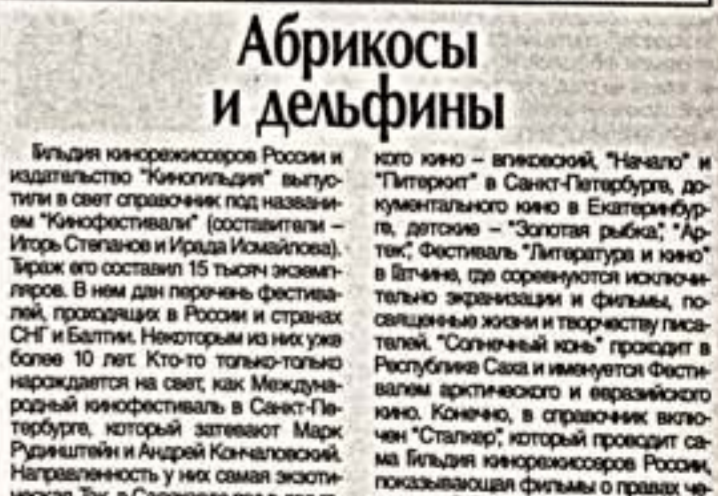 Абрикосы
и дельфины
Гильдия кинорежиссеров России и
издательство "Киногильдия" выпус-
тили в свет справочник под названи-
ем "Кинофестивали" (составители –
Игорь Степанов и Ирада Исмайлова).
Тираж его составил 15 тысяч экземп-
ляров. В нем дан перечень фестива-
лей, проходящих в России и странах
СНГ и Балтии. Некоторым из них уже
более 10 лет. Кто-то только-только
нарождается на свет, как Междуна-
родный кинофестиваль в Санкт-Пе-
тербурге, который затевают Марк
Рудинштейн и Андрей Кончаловский.
Направленность у них самая экзоти-
ческая. Так, в
кого кино – вгиковский, "Начало" и
"Питеркит" в Санкт-Петербурге, до-
кументального кино в Екатеринбур-
ге, детские – "Золотая рыбка", "Ар-
тек", Фестиваль "Литература и кино"
в Гатчине, где соревнуются исключи-
тельно экранизации и фильмы, по-
священные жизни и творчеству писа-
телей. "Солнечный конь" проходит в
Республике Саха и именуется Фести-
валем арктического и евразийского
кино. Конечно, в справочник вклю-
чен "Сталкер", который проводит са-
ма Гильдия кинорежиссеров России,
показывающая фильмы о правах че-